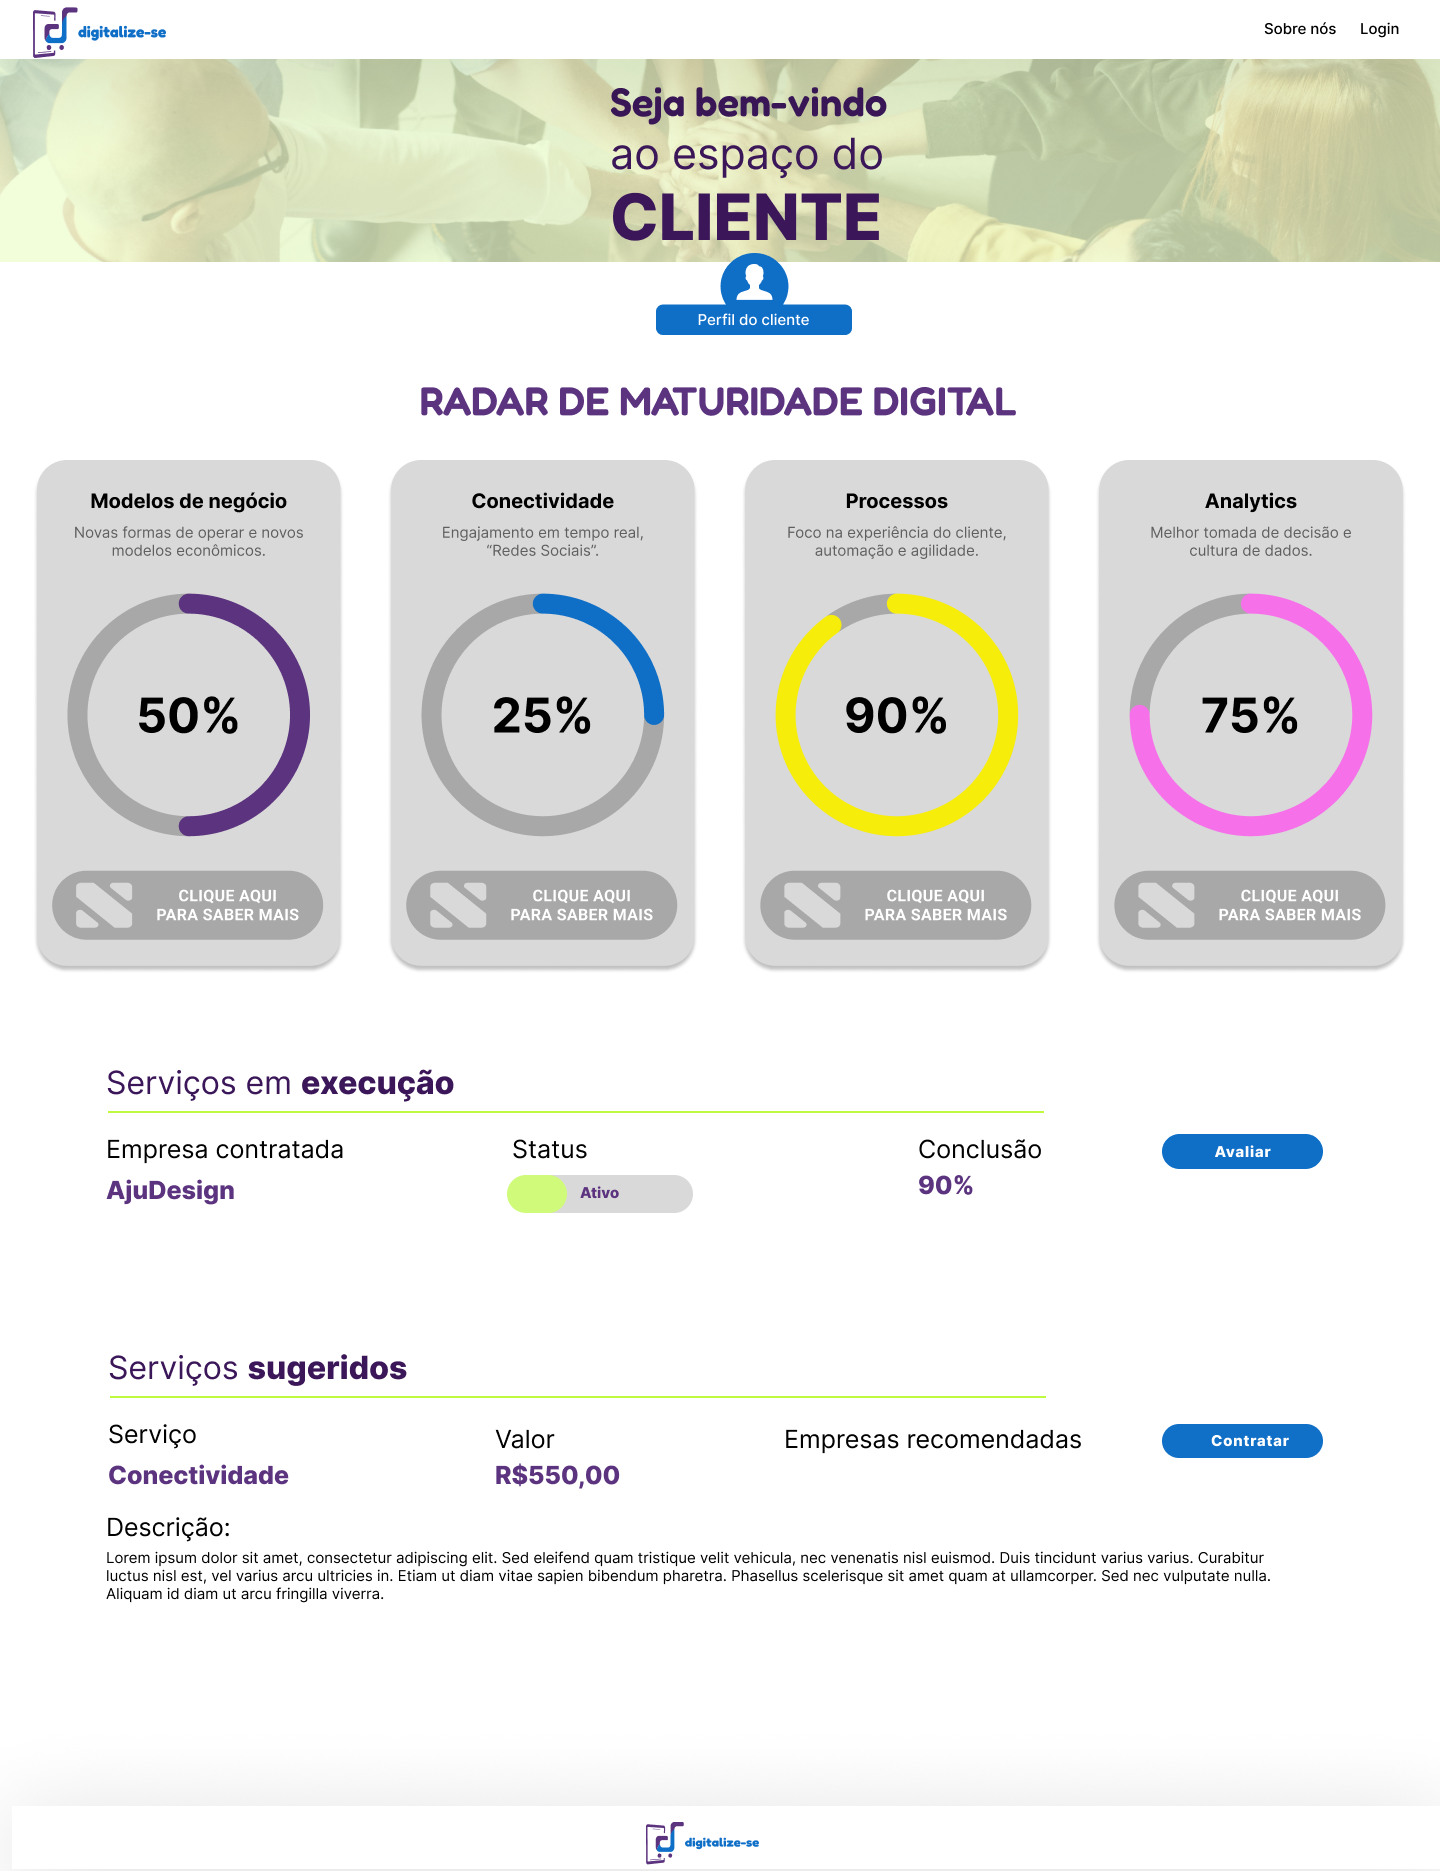 digitalize-se
Sobre nós Login
Seja bem-vindo
ao espaço do
CLIENTE
Perfil do cliente
RADAR DE MATURIDADE DIGITAL
Modelos de negócio
Novas formas de operar e novos
modelos econômicos.
50%
CLIQUE AQUI
PARA SABER MAIS
Conectividade
Engajamento em tempo real,
“Redes Sociais”.
25%
CLIQUE AQUI
PARA SABER MAIS
Processos
Foco na experiência do cliente,
automação e agilidade.
90%
CLIQUE AQUI
PARA SABER MAIS
Analytics
Melhor tomada de decisão e
cultura de dados.
75%
CLIQUE AQUI
PARA SABER MAIS
Serviços em execução
Empresa contratada
AjuDesign
Status
Ativo
Conclusão
90%
Avaliar
Serviços sugeridos
Serviço
Conectividade
Valor
R$550,00
Empresas recomendadas
Contratar
Descrição:
Lorem ipsum dolor sit amet, consectetur adipiscing elit. Sed eleifend quam tristique velit vehicula, nec venenatis nisl euismod. Duis tincidunt varius varius. Curabitur
luctus nisl est, vel varius arcu ultricies in. Etiam ut diam vitae sapien bibendum pharetra. Phasellus scelerisque sit amet quam at ullamcorper. Sed nec vulputate nulla.
Aliquam id diam ut arcu fringilla viverra.
digitalize-se